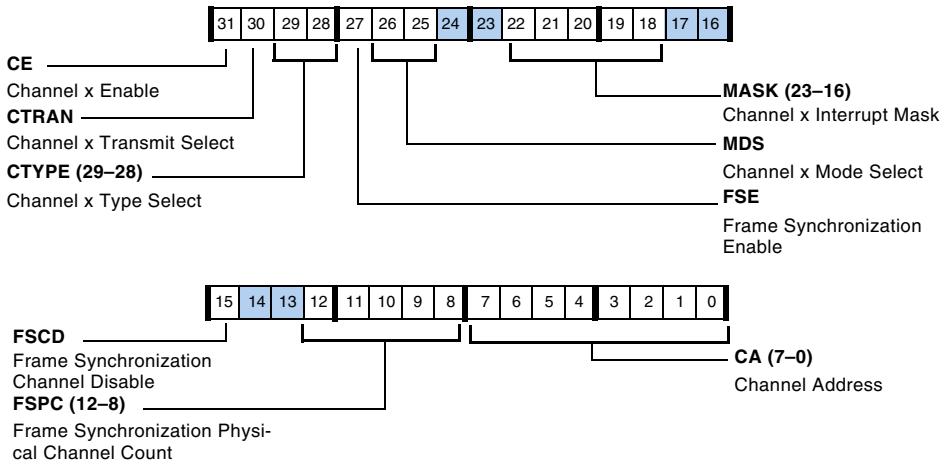 31 30 29 28 27 26 25 24 23 22 21 20 19 18 17 16
CE
Channel x Enable
CTRAN
Channel x Transmit Select
CTYPE (29–28)
Channel x Type Select
MASK (23–16)
Channel x Interrupt Mask
MDS
Channel x Mode Select
FSE
Frame Synchronization
Enable
15 14 13 12 11 10 9 8 7 6 5 4 3 2 1 0
FSCD
Frame Synchronization
Channel Disable
FSPC (12–8)
Frame Synchronization Physi-
cal Channel Count
CA (7–0)
Channel Address